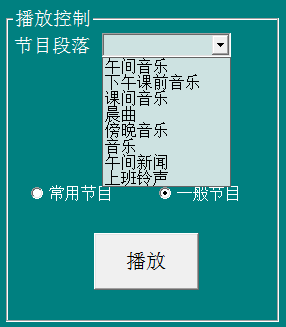 播放控制
节目段落
午间音乐
下午课前音乐
课间音乐
晨曲
傍晚音乐
音乐
午间新闻
上班铃声
常用节目 一般节目
播放